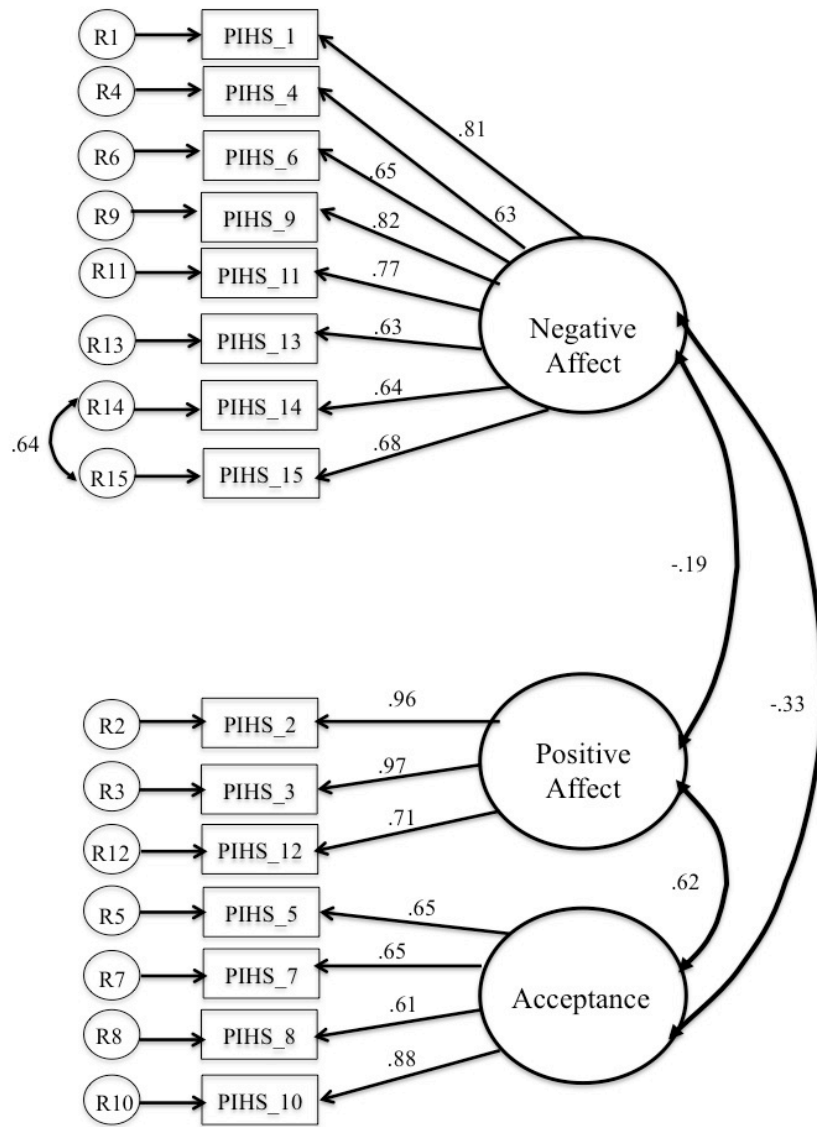 R1 PIHS_1
R4 PIHS_4
.81
R6 PIHS_6
.65
.63
R9 PIHS_9
.82
R11 PIHS_11
.77
Negative
Affect
R13 PIHS_13
.63
R14 PIHS_14
.64
.64
R15 PIHS_15
.68
-.19
-.33
R2 PIHS_2
.96
Positive
Affect
R3 PIHS_3
.97
R12 PIHS_12
.71
.62
R5 PIHS_5
.65
R7 PIHS_7
.65
Acceptance
R8 PIHS_8
.61
R10 PIHS_10
.88